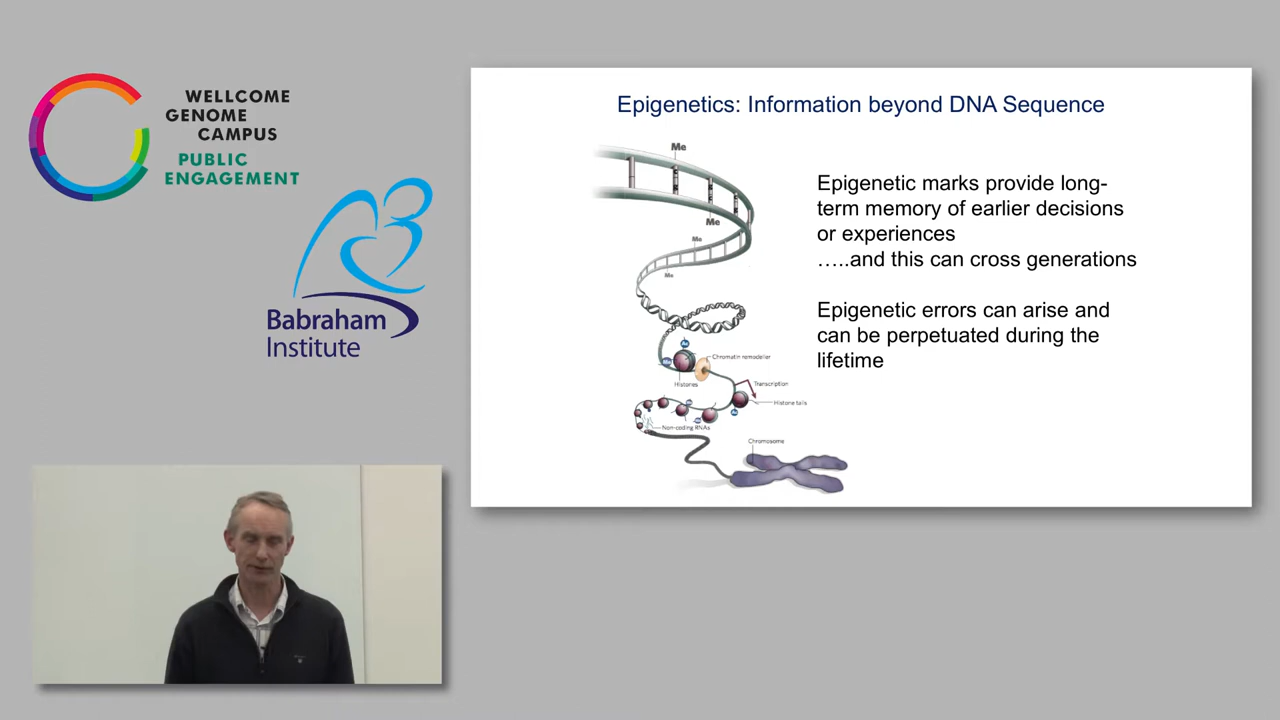 WELLCOME
GENOME
CAMPUS
PUBLIC
ENGAGEMENT
Babraham
Institute
Epigenetics: Information beyond DNA Sequence
Me
Me
Me
Me
Epigenetic marks provide long-
term memory of earlier decisions
or experiences
…..and this can cross generations
Epigenetic errors can arise and
can be perpetuated during the
lifetime
Chromatin remodeler
Me
Histones
Transcription
Histone tails
Non-coding RNAs
Chromosome